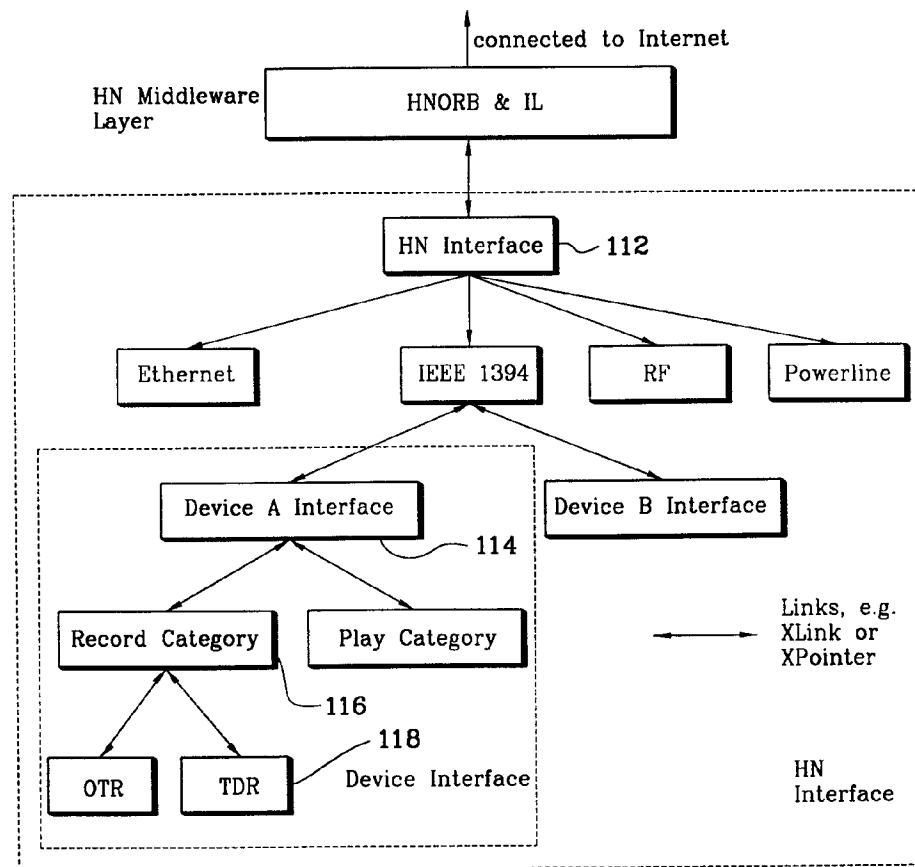 connected to Internet
HN Middleware
Layer
HNORB & IL
HN Interface
112
Ethernet
IEEE 1394
RF
Powerline
Device A Interface
Device B Interface
114
Record Category
Play Category
Links, e.g.
XLink or
XPointer
116
118
OTR
TDR
Device Interface
HN
Interface